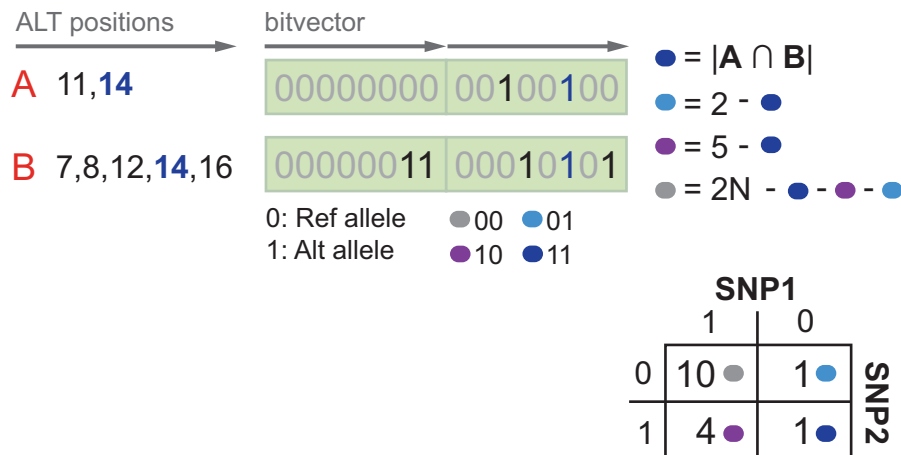 ALT positions
bitvector
A 11,14
00000000 00100100
B 7,8,12,14,16
00000011 00010101
0: Ref allele
1: Alt allele
00 01
10 11
= |A ∩ B|
= 2 -
= 5 -
= 2N - - -
SNP1
1 0
0 10 1
1 4 1
SNP2